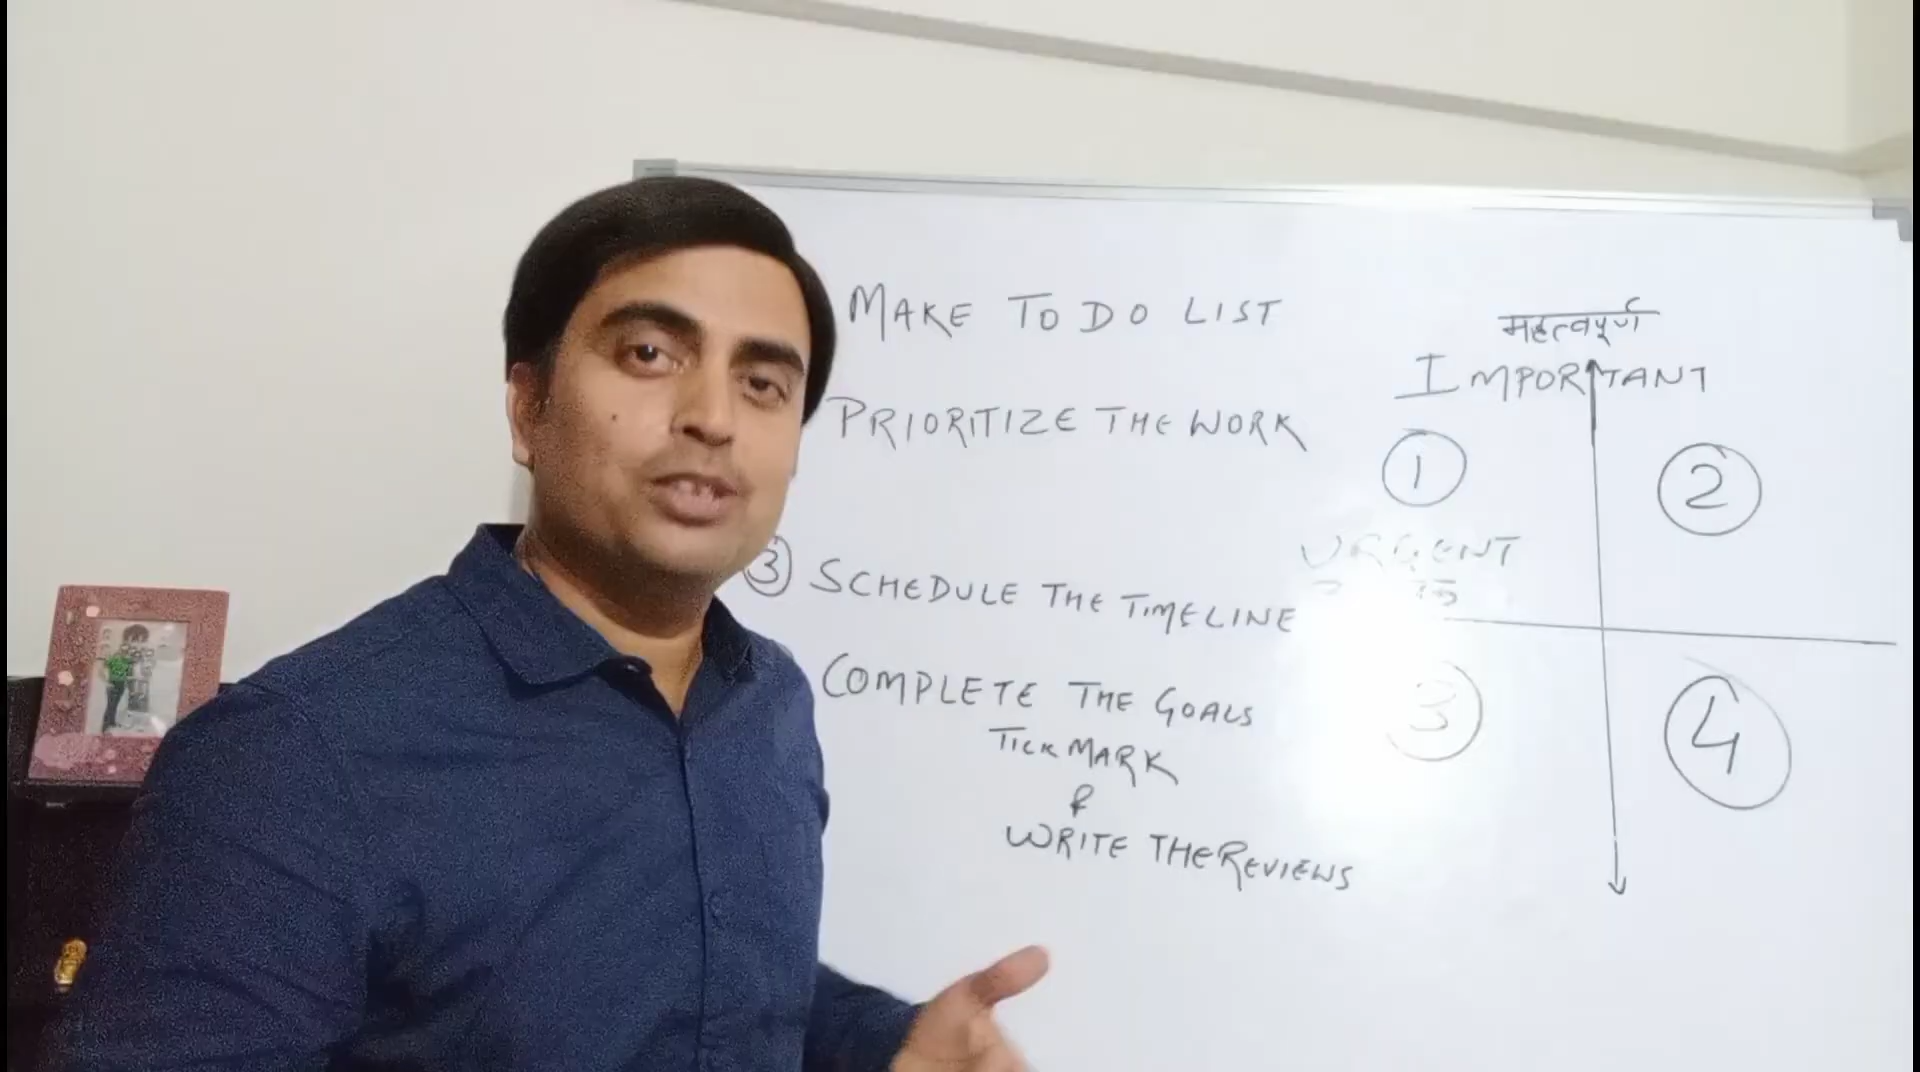 MAKE TO DO LIST
PRIORITIZE THE WORK
③ SCHEDULE THE TIMELINE
COMPLETE THE GOALS
TICK MARK
&
WRITE THE REVIEWS
महत्वपूर्ण
IMPORTANT
① ②
URGENT
③ ④